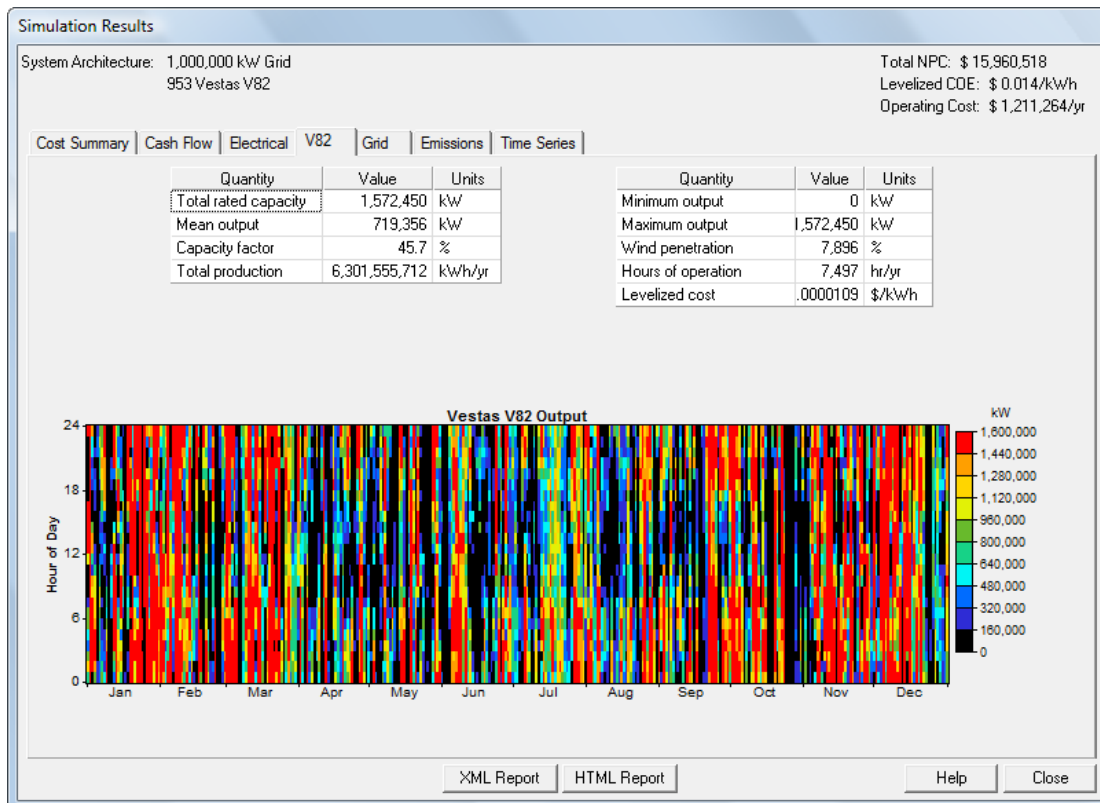 Simulation Results
System Architecture: 1,000,000 kW Grid
953 Vestas V82
Total NPC: $ 15,960,518
Levelized COE: $ 0.014/kWh
Operating Cost: $ 1,211,264/yr
Cost Summary Cash Flow Electrical V82 Grid Emissions Time Series
Quantity Value Units
Total rated capacity 1,572,450 kW
Mean output 719,356 kW
Capacity factor 45.7 %
Total production 6,301,555,712 kWh/yr
Quantity Value Units
Minimum output 0 kW
Maximum output 1,572,450 kW
Wind penetration 7,896 %
Hours of operation 7,497 hr/yr
Levelized cost .0000109 $/kWh
Vestas V82 Output
Hour of Day
24
18
12
6
0
Jan Feb Mar Apr May Jun Jul Aug Sep Oct Nov Dec
kW
1,600,000
1,440,000
1,280,000
1,120,000
960,000
800,000
640,000
480,000
320,000
160,000
0
XML Report HTML Report Help Close